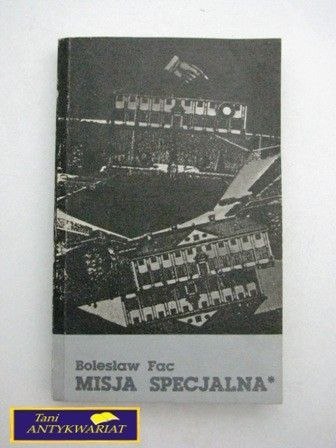 Bolesław Fac
MISJA SPECJALNA*
Tani
ANTYKWARIAT